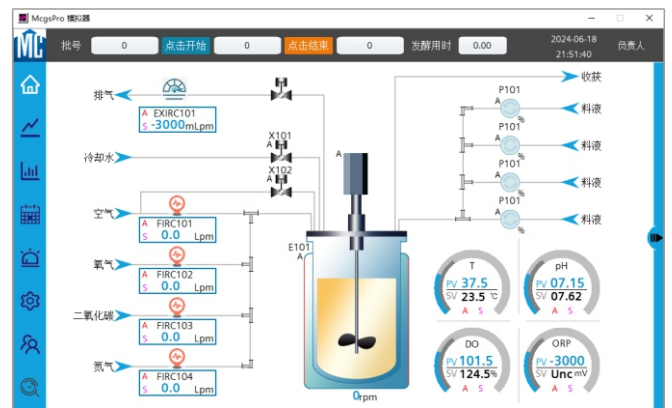 McgsPro 模拟器
MC
批号 0 点击开始 0 点击结束 0 发酵用时 0.00 2024-06-18 21:51:40 负责人
排气
A EXIRC101
S -3000 mLpm
收获
P101
A
%
料液
P101
A
%
料液
P101
A
%
料液
P101
A
%
料液
X101
A
冷却水
X102
A
空气
A FIRC101
S 0.0 Lpm
氧气
A FIRC102
S 0.0 Lpm
二氧化碳
A FIRC103
S 0.0 Lpm
氮气
A FIRC104
S 0.0 Lpm
A
E101
A
0rpm
T
PV 37.5
SV 23.5 ℃
A S
pH
PV 07.15
SV 07.62
A S
DO
PV 101.5
SV 124.5%
A S
ORP
PV -3000
SV Unc mV
A S